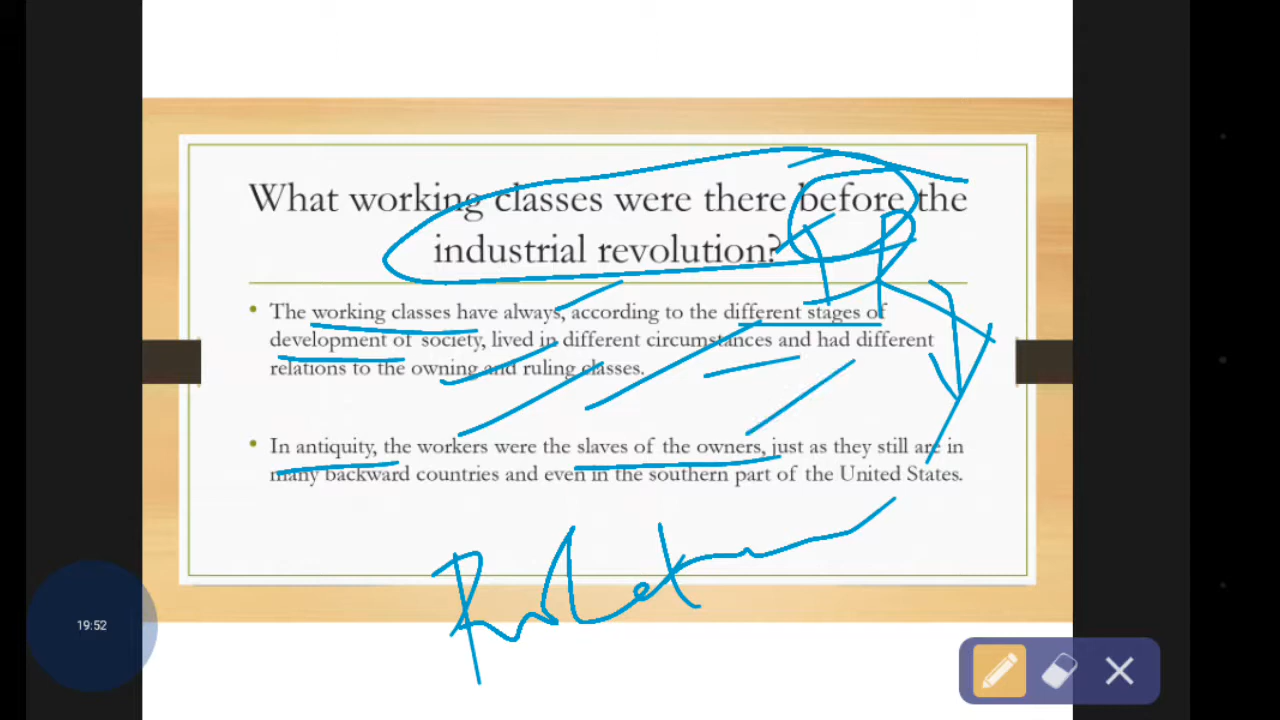 What working classes were there before the
industrial revolution?
IR
• The working classes have always, according to the different stages of
development of society, lived in different circumstances and had different
relations to the owning and ruling classes.
• In antiquity, the workers were the slaves of the owners, just as they still are in
many backward countries and even in the southern part of the United States.
19:52